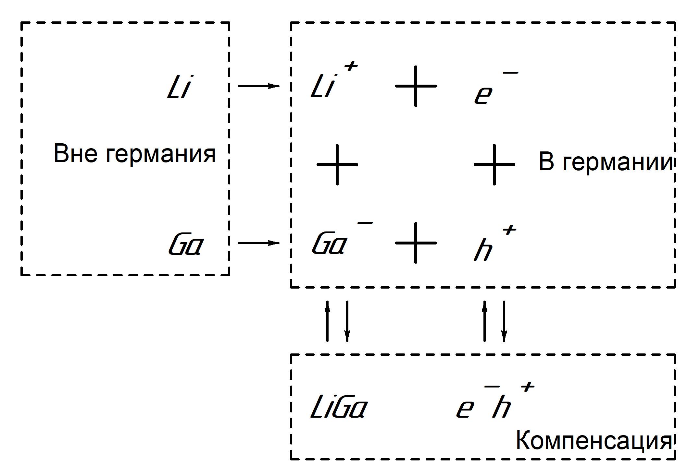 Li → Li⁺ + e⁻
Вне германия
+ + В германии
Ga → Ga⁻ + h⁺
LiGa e⁻h⁺
Компенсация